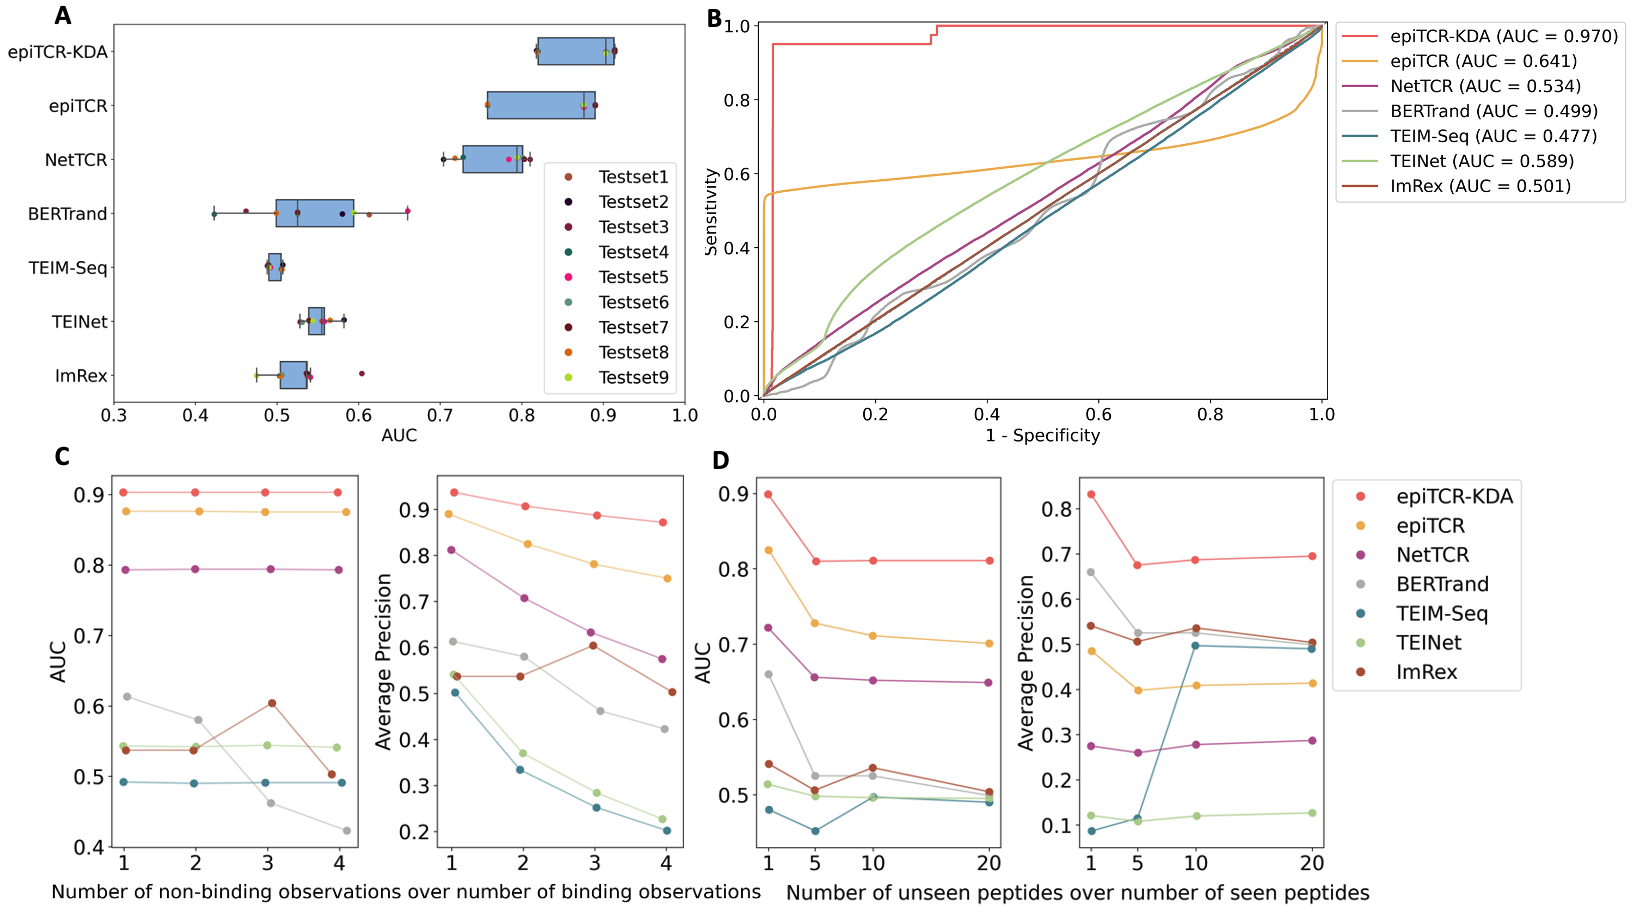 A
epiTCR-KDA
epiTCR
NetTCR
BERTrand
TEIM-Seq
TEINet
ImRex
Testset1
Testset2
Testset3
Testset4
Testset5
Testset6
Testset7
Testset8
Testset9
0.3 0.4 0.5 0.6 0.7 0.8 0.9 1.0
AUC
B
1.0
0.8
0.6
0.4
0.2
0.0
Sensitivity
0.0 0.2 0.4 0.6 0.8 1.0
1 - Specificity
epiTCR-KDA (AUC = 0.970)
epiTCR (AUC = 0.641)
NetTCR (AUC = 0.534)
BERTrand (AUC = 0.499)
TEIM-Seq (AUC = 0.477)
TEINet (AUC = 0.589)
ImRex (AUC = 0.501)
C
0.9
0.8
0.7
0.6
0.5
0.4
AUC
1 2 3 4
0.9
0.8
0.7
0.6
0.5
0.4
0.3
0.2
Average Precision
1 2 3 4
Number of non-binding observations over number of binding observations
D
0.9
0.8
0.7
0.6
0.5
AUC
1 5 10 20
0.8
0.7
0.6
0.5
0.4
0.3
0.2
0.1
Average Precision
1 5 10 20
Number of unseen peptides over number of seen peptides
epiTCR-KDA
epiTCR
NetTCR
BERTrand
TEIM-Seq
TEINet
ImRex